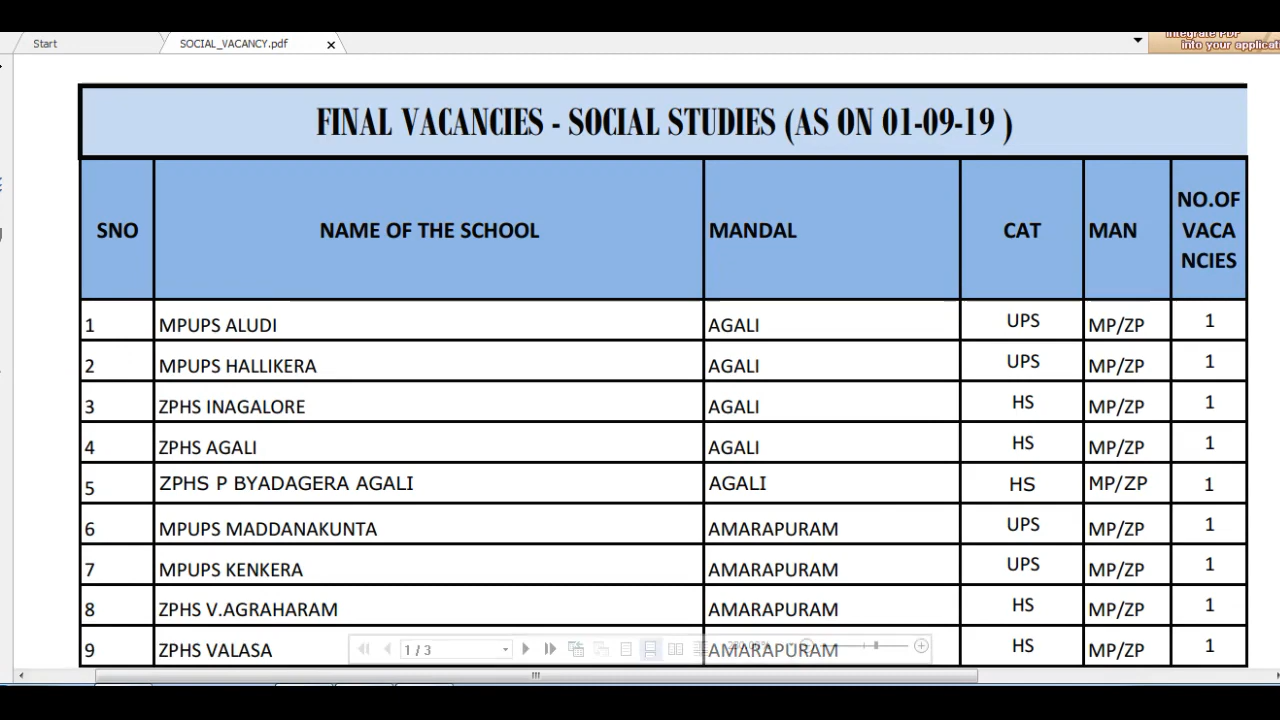 Start SOCIAL_VACANCY.pdf
Integrate PDF
into your applicati
FINAL VACANCIES - SOCIAL STUDIES (AS ON 01-09-19 )
SNO NAME OF THE SCHOOL MANDAL CAT MAN NO.OF VACA NCIES
1 MPUPS ALUDI AGALI UPS MP/ZP 1
2 MPUPS HALLIKERA AGALI UPS MP/ZP 1
3 ZPHS INAGALORE AGALI HS MP/ZP 1
4 ZPHS AGALI AGALI HS MP/ZP 1
5 ZPHS P BYADAGERA AGALI AGALI HS MP/ZP 1
6 MPUPS MADDANAKUNTA AMARAPURAM UPS MP/ZP 1
7 MPUPS KENKERA AMARAPURAM UPS MP/ZP 1
8 ZPHS V.AGRAHARAM AMARAPURAM HS MP/ZP 1
9 ZPHS VALASA AMARAPURAM HS MP/ZP 1
1 / 3